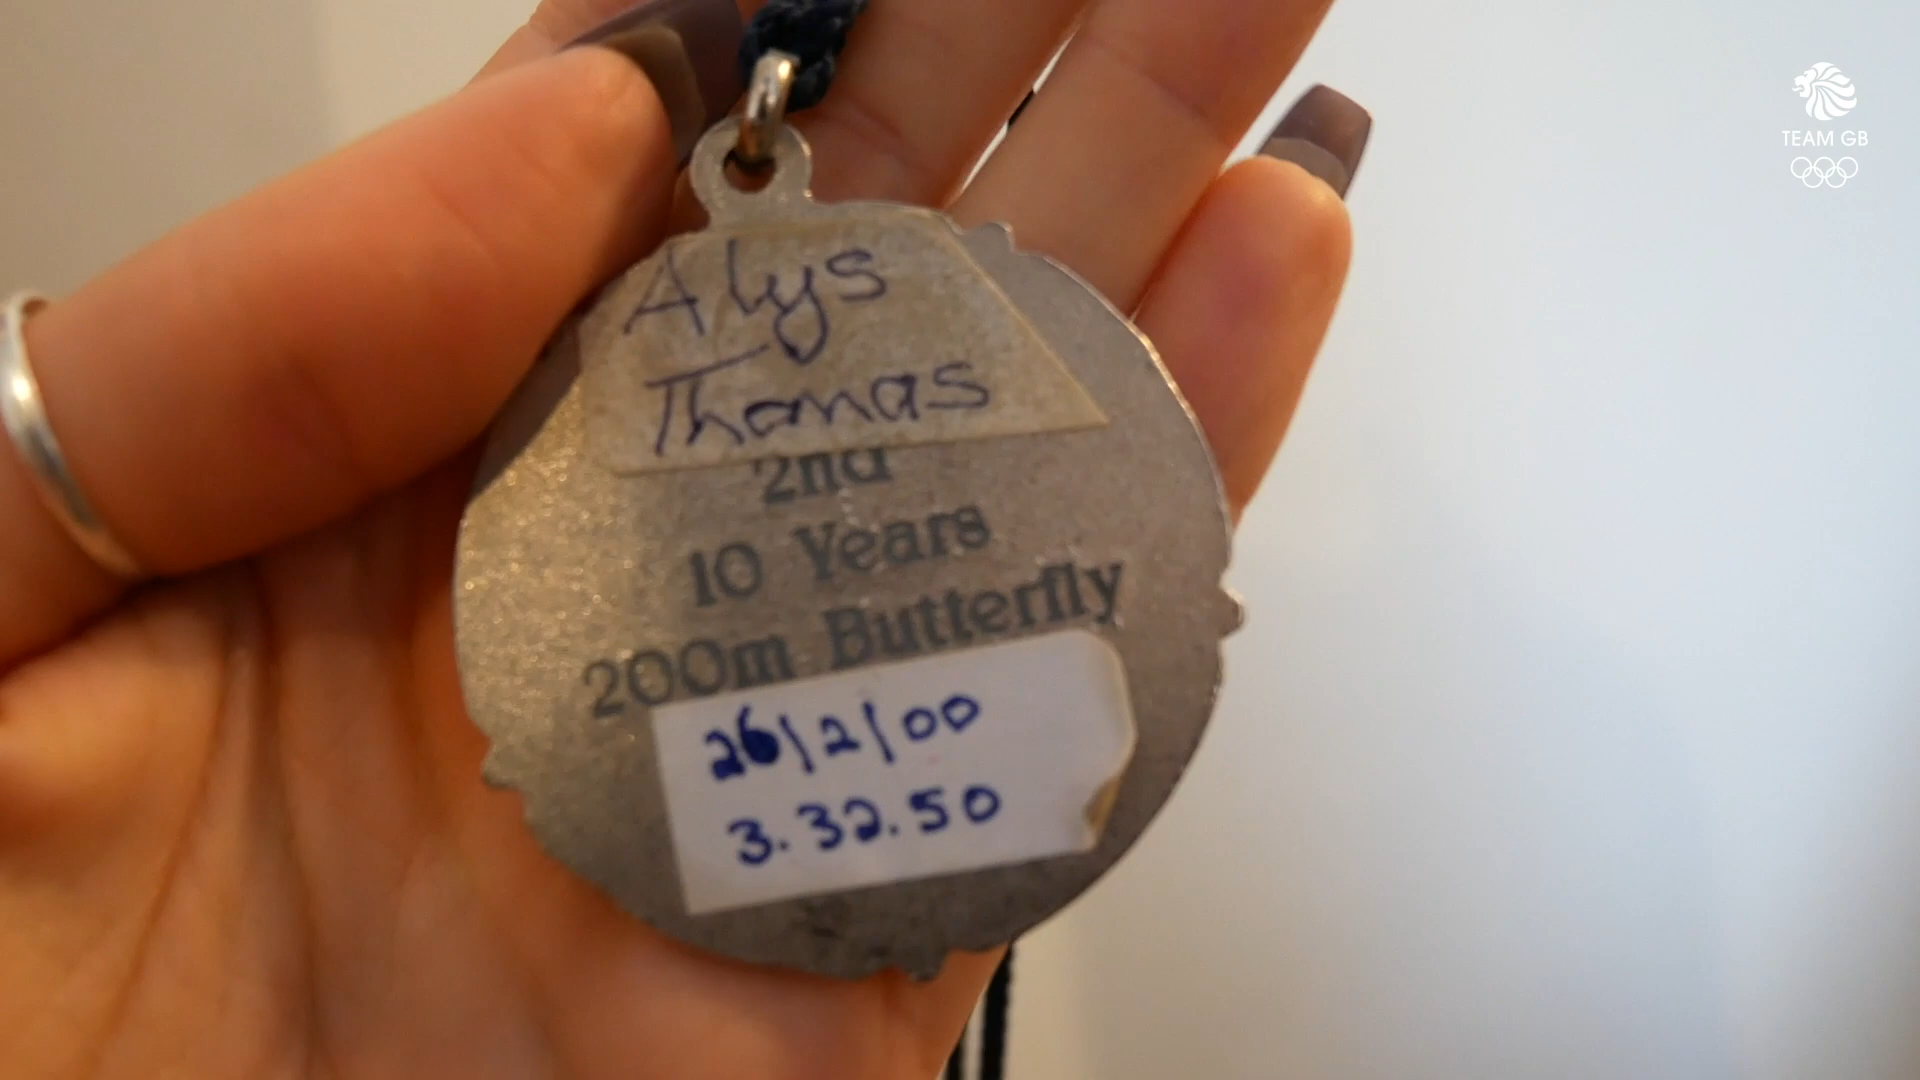 TEAM GB
Alys
Thomas
2nd
10 Years
200m Butterfly
26/2/00
3.32.50